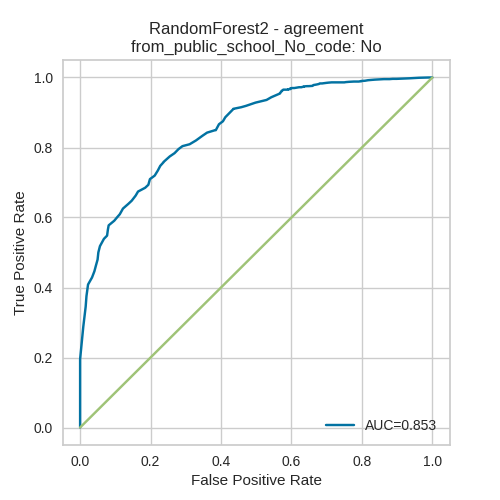 RandomForest2 - agreement
from_public_school_No_code: No
True Positive Rate
1.0
0.8
0.6
0.4
0.2
0.0
AUC=0.853
0.0 0.2 0.4 0.6 0.8 1.0
False Positive Rate